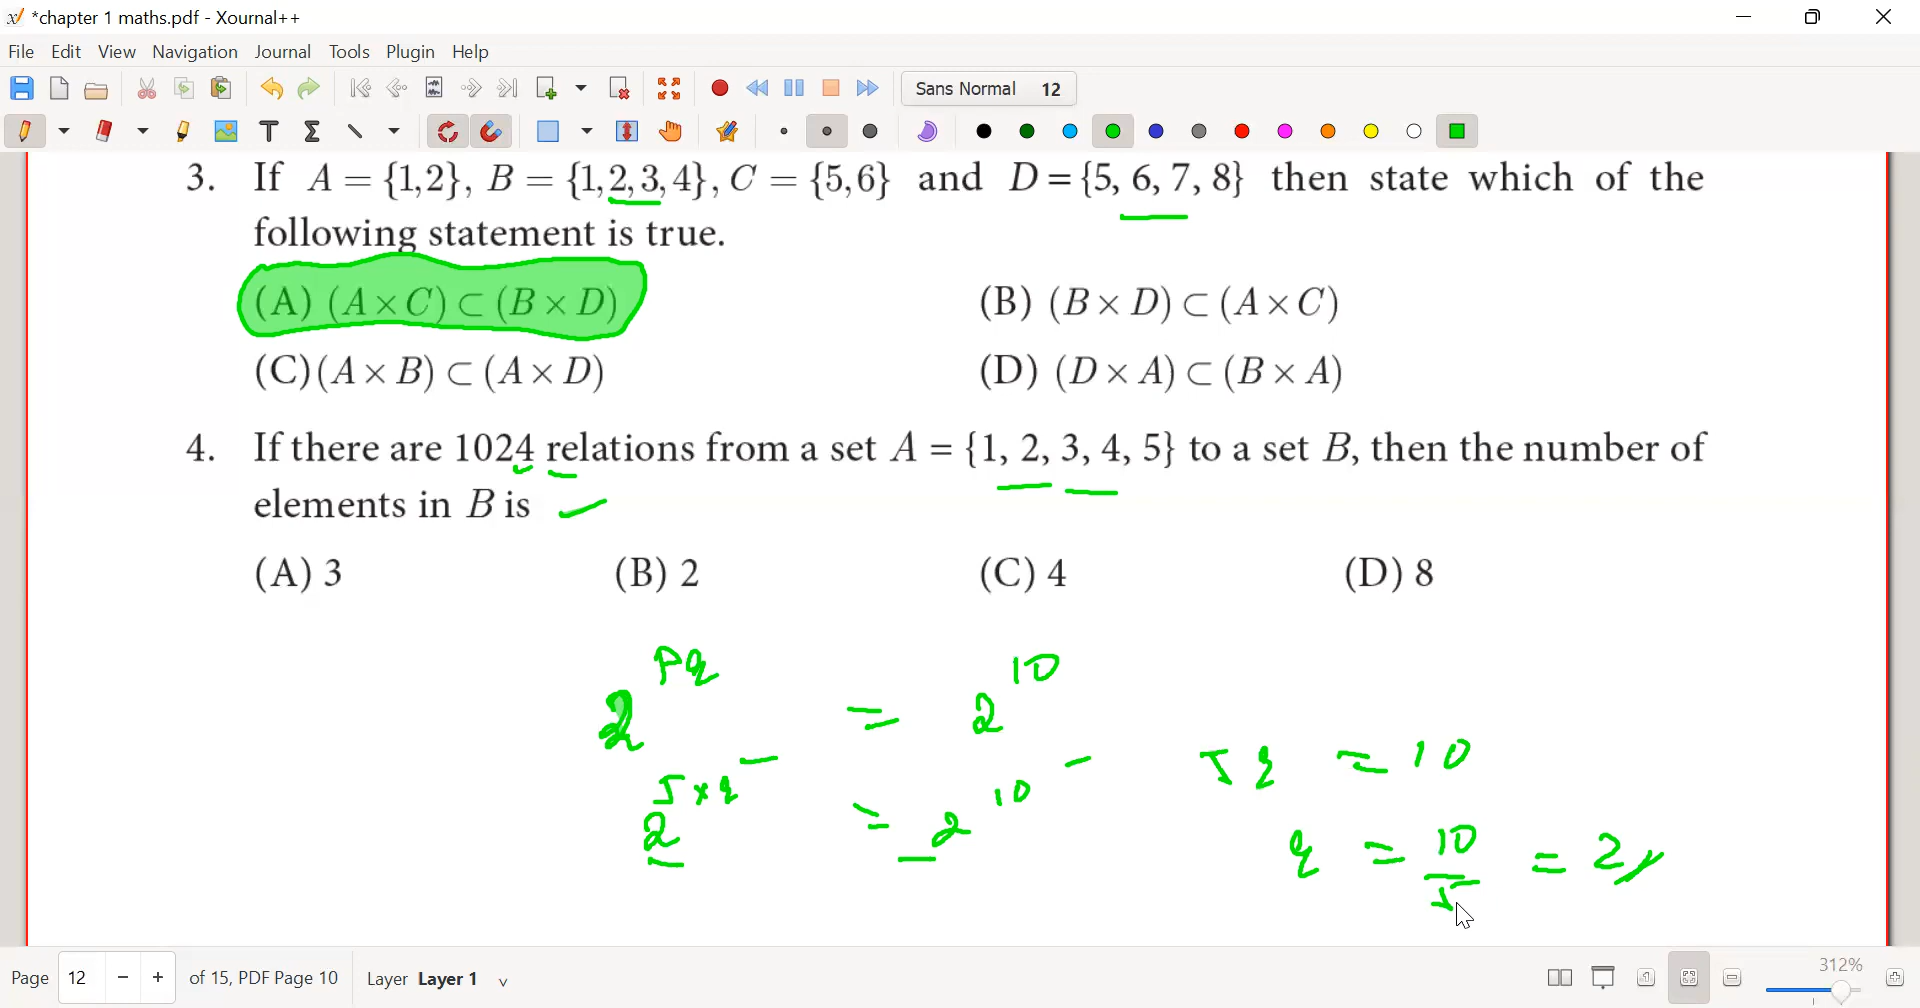 *chapter 1 maths.pdf - Xournal++
File Edit View Navigation Journal Tools Plugin Help
Sans Normal 12
3. If A = {1,2}, B = {1,2,3,4}, C = {5,6} and D = {5, 6, 7, 8} then state which of the
following statement is true.
(A) (A × C) ⊂ (B × D) (B) (B × D) ⊂ (A × C)
(C) (A × B) ⊂ (A × D) (D) (D × A) ⊂ (B × A)
4. If there are 1024 relations from a set A = {1, 2, 3, 4, 5} to a set B, then the number of
elements in B is
(A) 3 (B) 2 (C) 4 (D) 8
2^pq = 2^10
5q = 10
2^5×q = 2^10
q = 10/5 = 2
Page 12 − + of 15, PDF Page 10 Layer Layer 1 312%